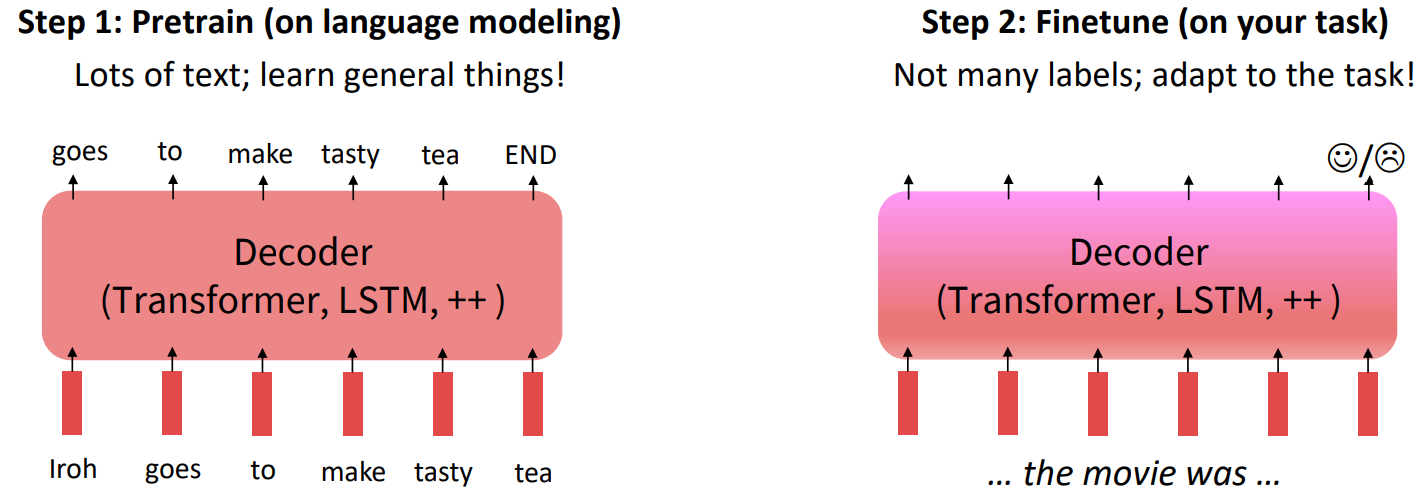 Step 1: Pretrain (on language modeling)
Lots of text; learn general things!
goes to make tasty tea END
Decoder
(Transformer, LSTM, ++ )
Iroh goes to make tasty tea
Step 2: Finetune (on your task)
Not many labels; adapt to the task!
☺/☹
Decoder
(Transformer, LSTM, ++ )
… the movie was …